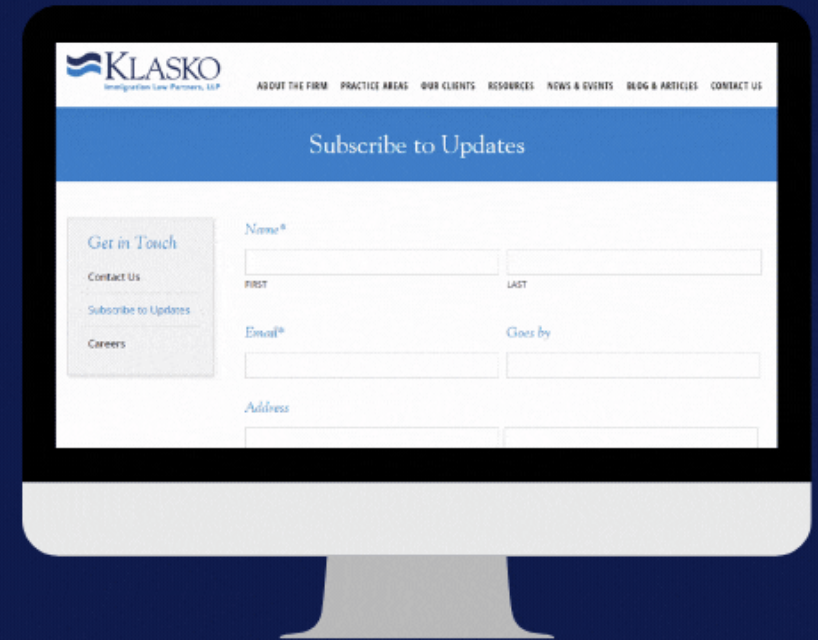 KLASKO
Immigration Law Partners, LLP
ABOUT THE FIRM PRACTICE AREAS OUR CLIENTS RESOURCES NEWS & EVENTS BLOG & ARTICLES CONTACT US
Subscribe to Updates
Get in Touch
Contact Us
Subscribe to Updates
Careers
Name*
FIRST LAST
Email* Goes by
Address